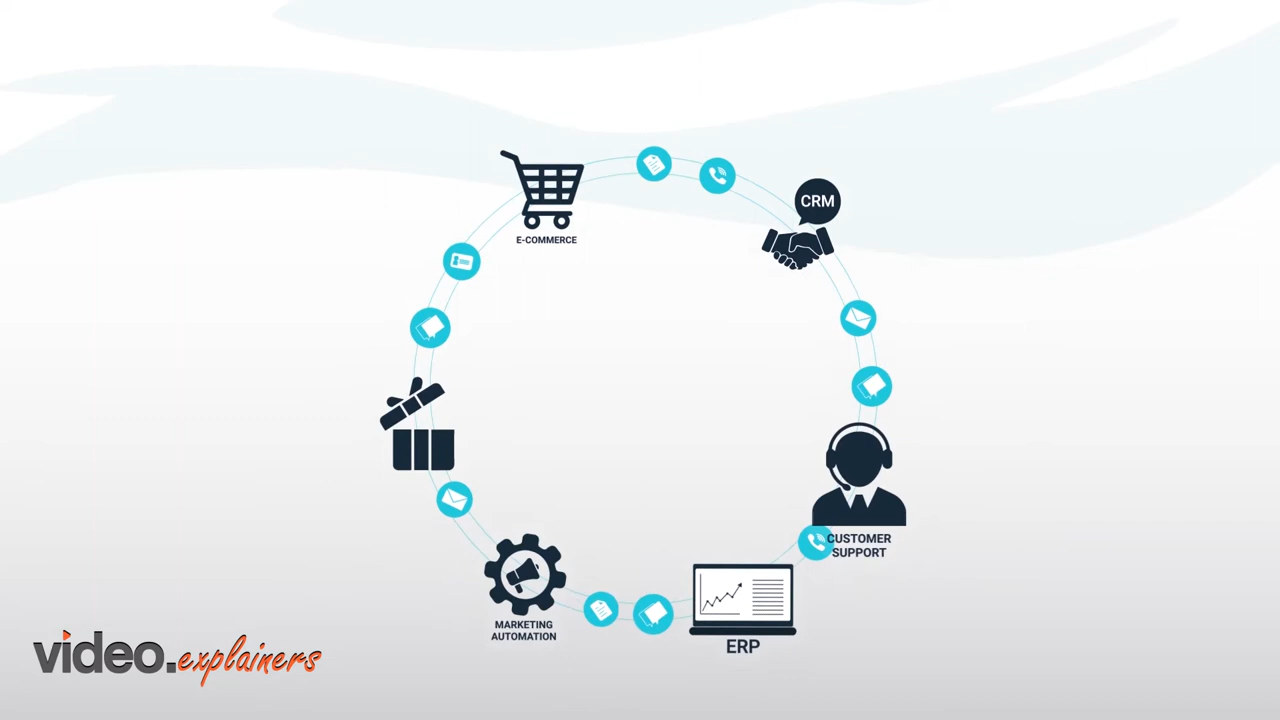 CRM
E-COMMERCE
CUSTOMER
SUPPORT
MARKETING
AUTOMATION
ERP
video.explainers